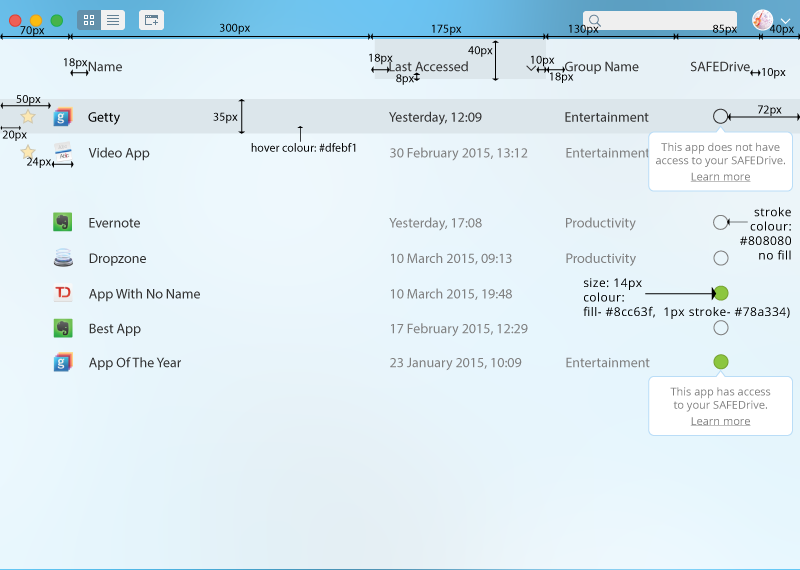 70px
300px
175px
130px
85px
40px
18px
Name
18px
Last Accessed
8px
40px
10px
18px
Group Name
SAFEDrive
10px
50px
20px
Getty
35px
hover colour: #dfebf1
Yesterday, 12:09
Entertainment
72px
24px
ABC
Video App
30 February 2015, 13:12
Entertainment
This app does not have
access to your SAFEDrive.
Learn more
Evernote
Yesterday, 17:08
Productivity
stroke
colour:
#808080
no fill
Dropzone
10 March 2015, 09:13
Productivity
App With No Name
10 March 2015, 19:48
size: 14px
colour:
fill- #8cc63f, 1px stroke- #78a334)
Best App
17 February 2015, 12:29
App Of The Year
23 January 2015, 10:09
Entertainment
This app has access
to your SAFEDrive.
Learn more